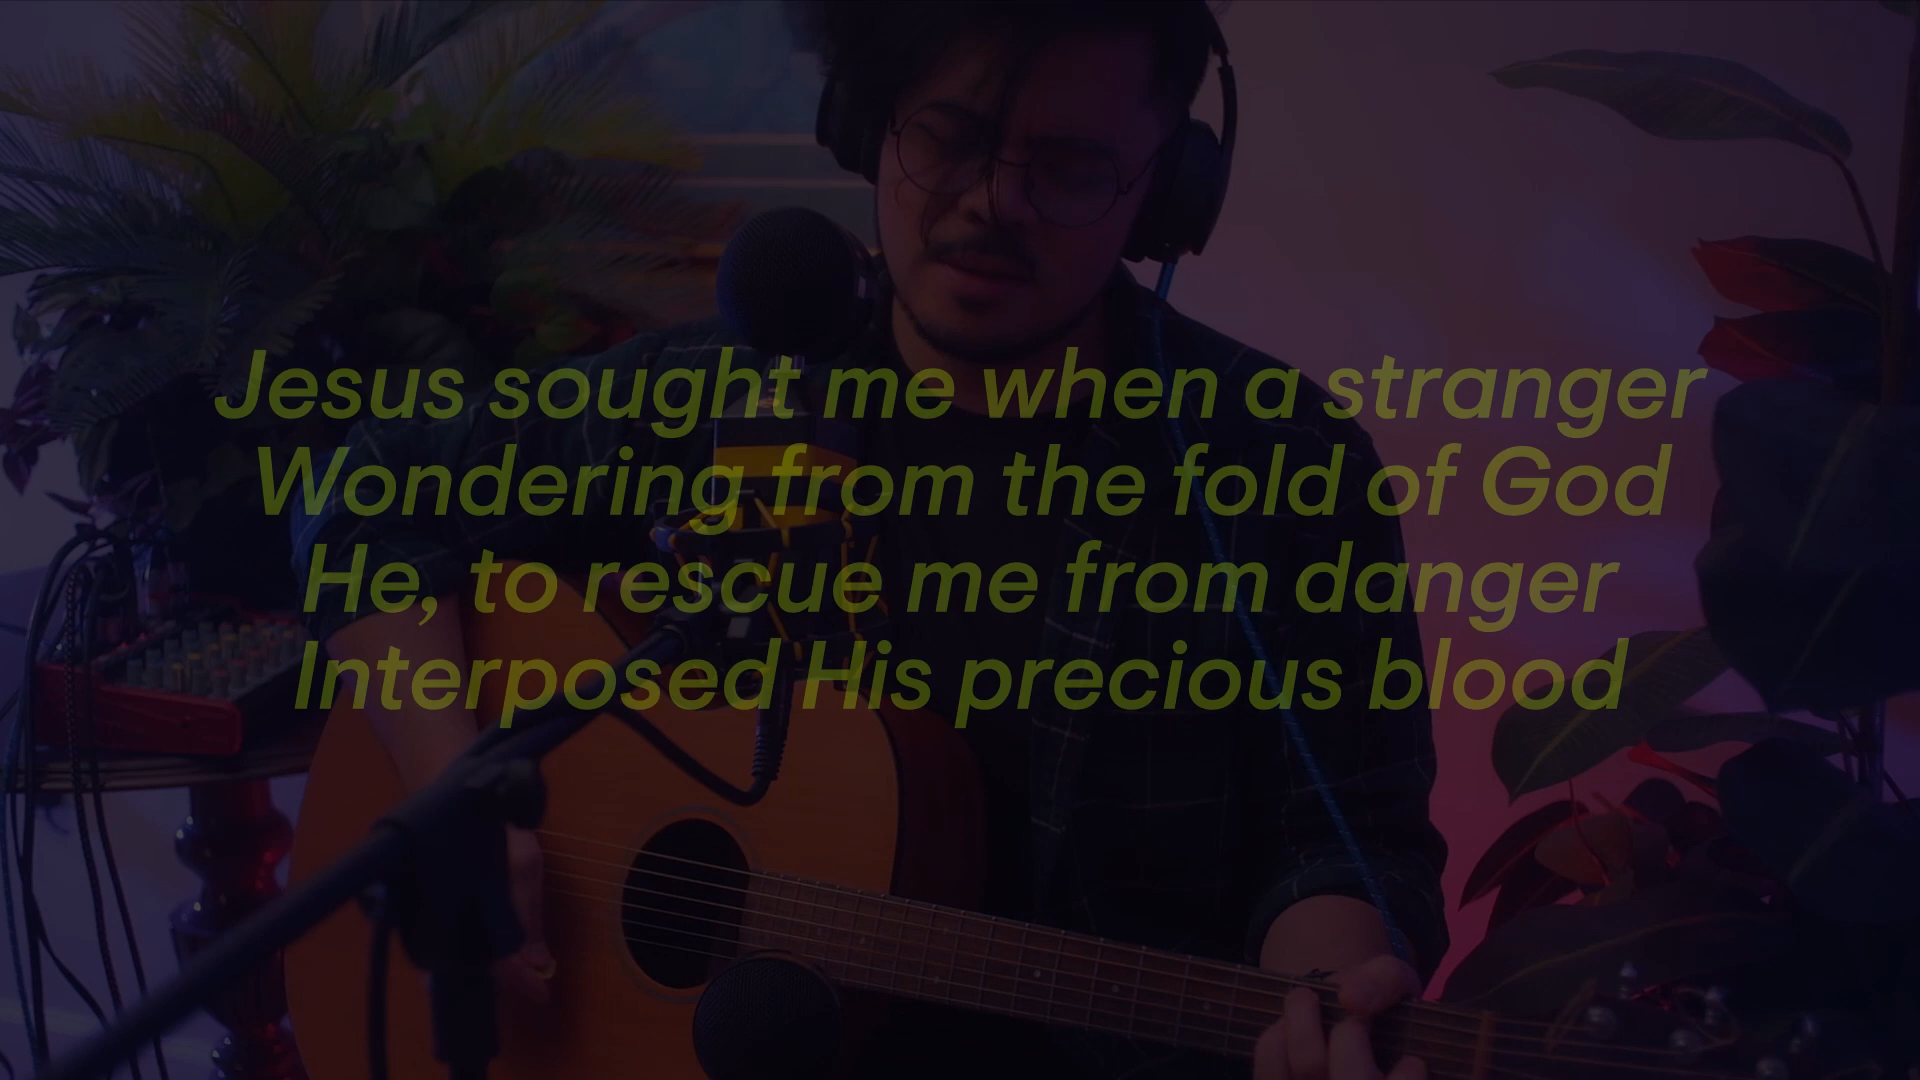 Jesus sought me when a stranger
Wondering from the fold of God
He, to rescue me from danger
Interposed His precious blood